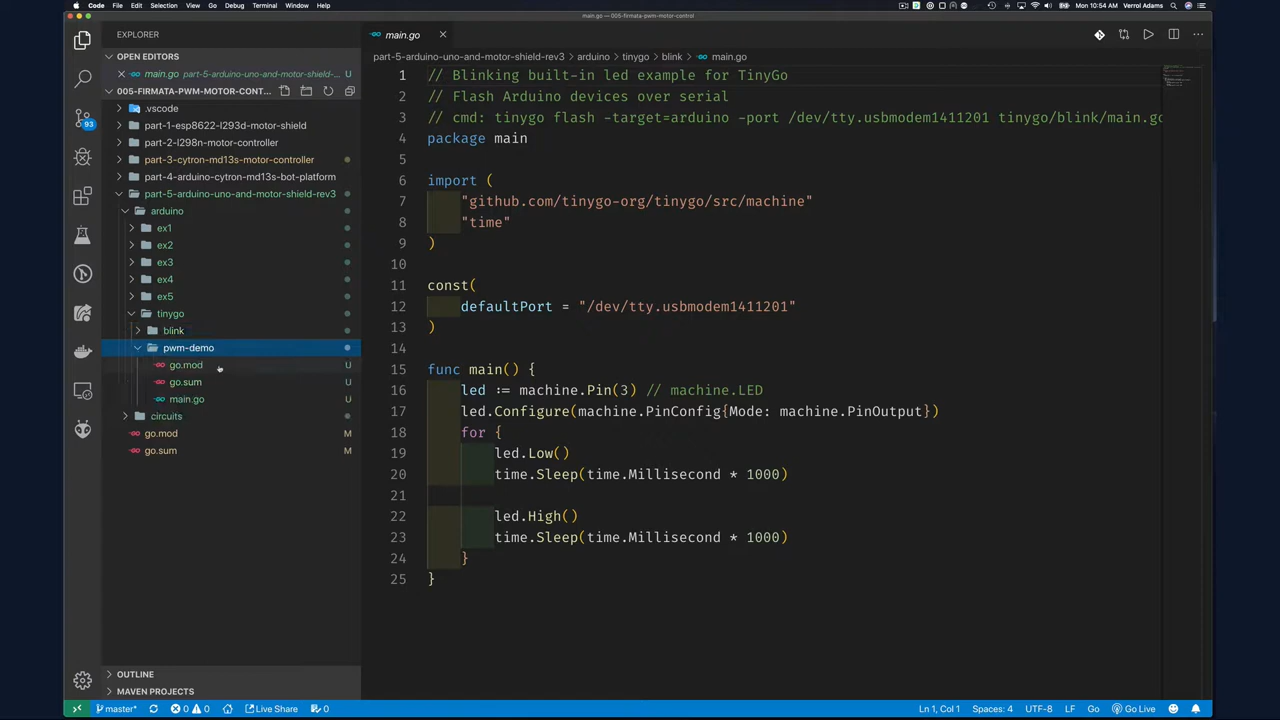 Code File Edit Selection View Go Debug Terminal Window Help
Verrol Adams
Mon 10:54 AM
main.go — 005-firmata-pwm-motor-control
EXPLORER
OPEN EDITORS
main.go part-5-arduino-uno-and-motor-shield-... U
005-FIRMATA-PWM-MOTOR-CONT...
.vscode
part-1-esp8622-l293d-motor-shield
part-2-l298n-motor-controller
part-3-cytron-md13s-motor-controller
part-4-arduino-cytron-md13s-bot-platform
part-5-arduino-uno-and-motor-shield-rev3
arduino
ex1
ex2
ex3
ex4
ex5
tinygo
blink
pwm-demo
go.mod U
go.sum U
main.go U
circuits
go.mod M
go.sum M
OUTLINE
MAVEN PROJECTS
93
main.go
part-5-arduino-uno-and-motor-shield-rev3 arduino tinygo blink main.go
1 // Blinking built-in led example for TinyGo
2 // Flash Arduino devices over serial
3 // cmd: tinygo flash -target=arduino -port /dev/tty.usbmodem1411201 tinygo/blink/main.go
4 package main
5
6 import (
7 "github.com/tinygo-org/tinygo/src/machine"
8 "time"
9 )
10
11 const(
12 defaultPort = "/dev/tty.usbmodem1411201"
13 )
14
15 func main() {
16 led := machine.Pin(3) // machine.LED
17 led.Configure(machine.PinConfig{Mode: machine.PinOutput})
18 for {
19 led.Low()
20 time.Sleep(time.Millisecond * 1000)
21
22 led.High()
23 time.Sleep(time.Millisecond * 1000)
24 }
25 }
master* 0 0 Live Share 0
Ln 1, Col 1 Spaces: 4 UTF-8 LF Go Go Live